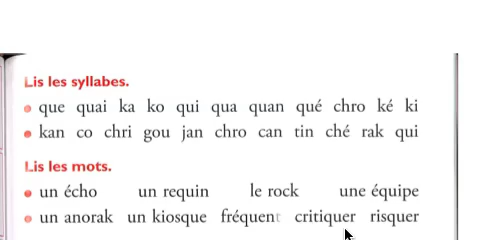 Lis les syllabes.
que quai ka ko qui qua quan qué chro ké ki
kan co chri gou jan chro can tin ché rak qui
Lis les mots.
un écho un requin le rock une équipe
un anorak un kiosque fréquent critiquer risquer